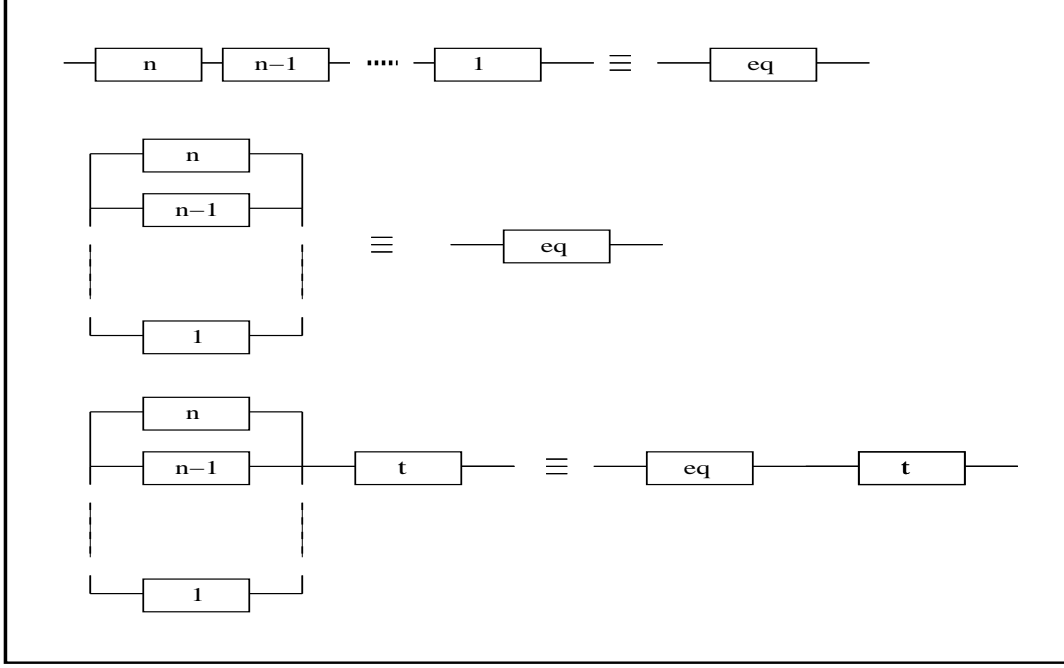 n n−1 1 ≡ eq
n
n−1
≡ eq
1
n
n−1 t ≡ eq t
1